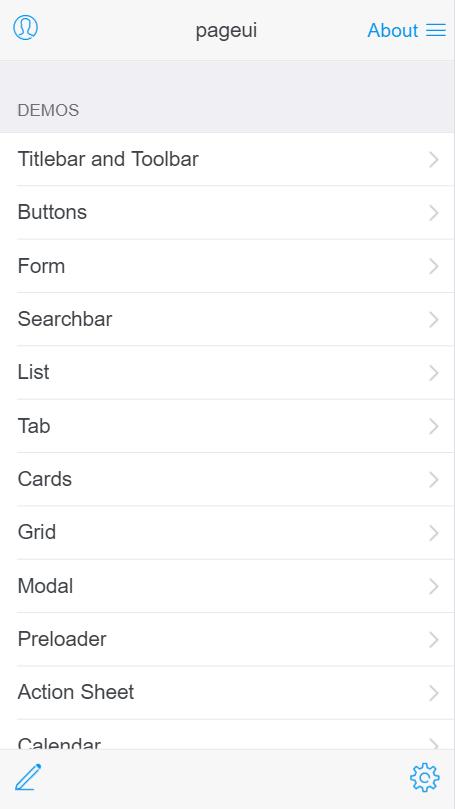 pageui
About
DEMOS
Titlebar and Toolbar
Buttons
Form
Searchbar
List
Tab
Cards
Grid
Modal
Preloader
Action Sheet
Calendar